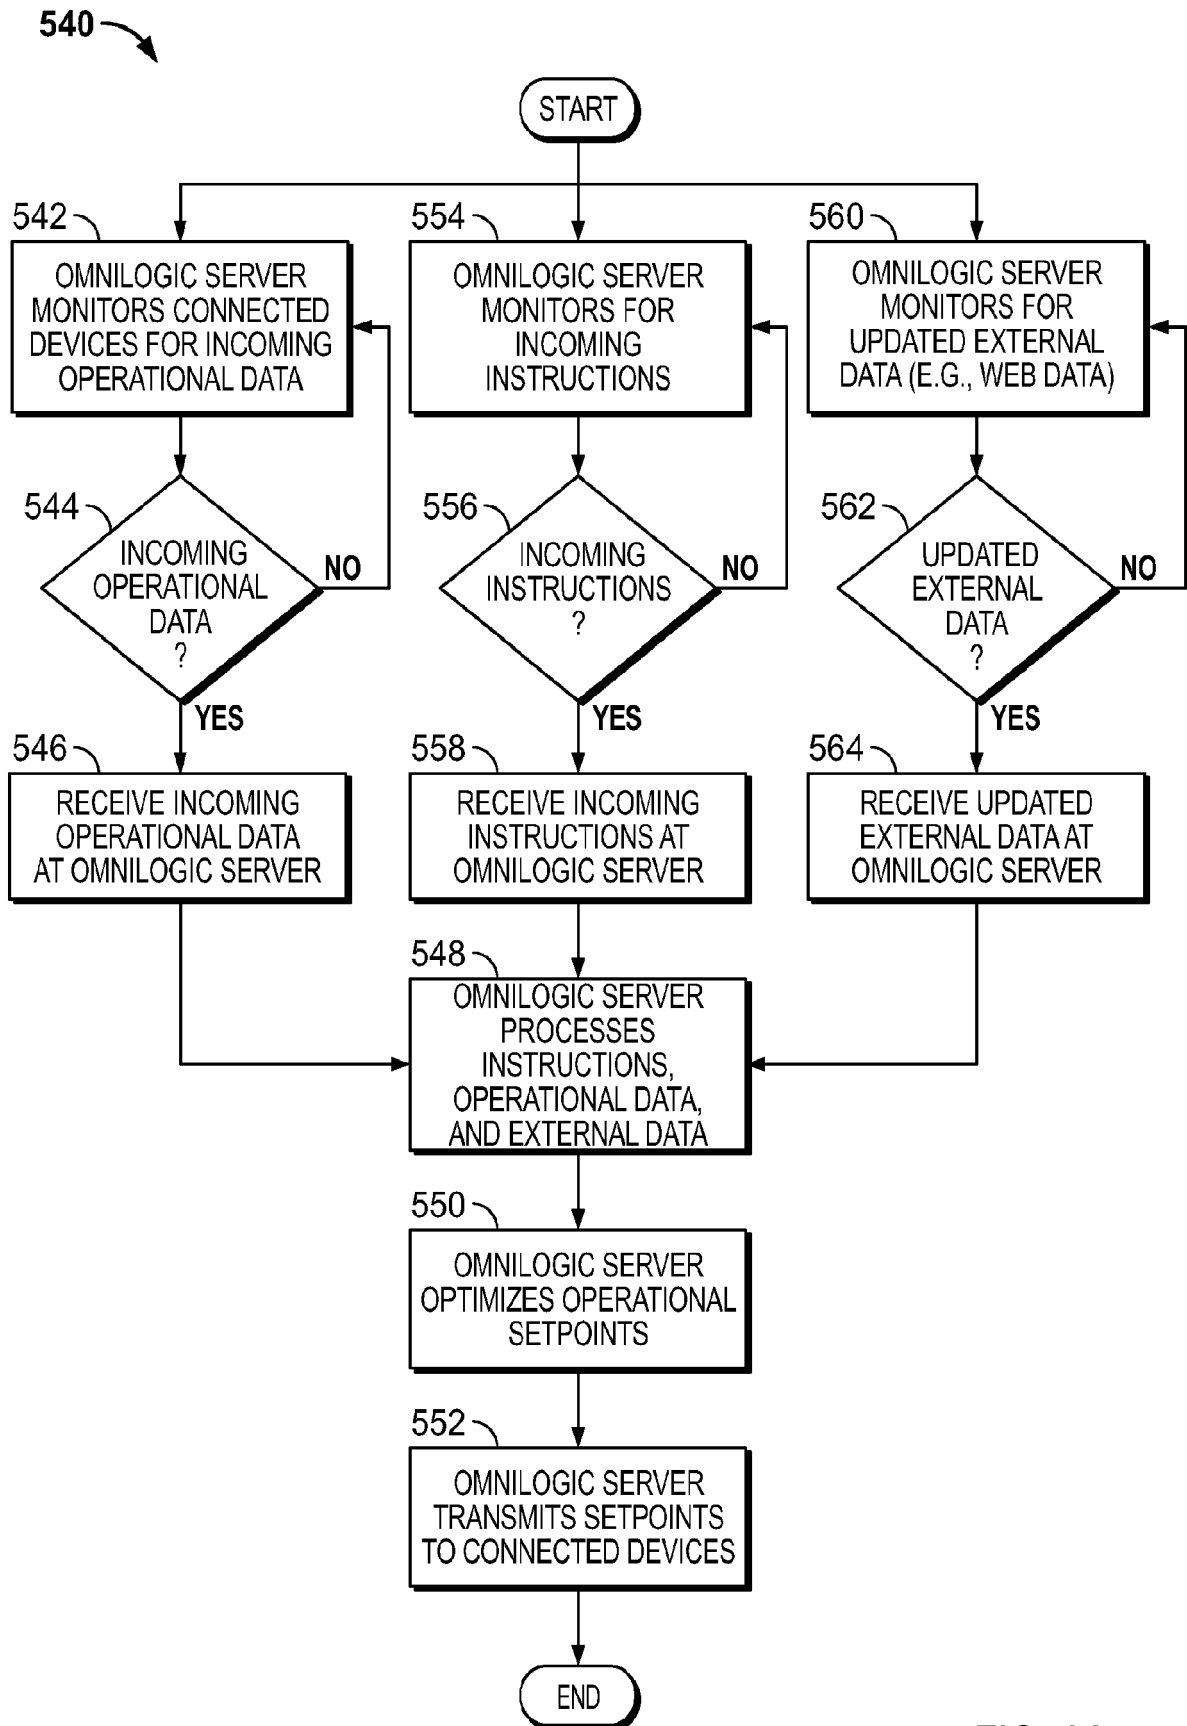 540
START
542
OMNILOGIC SERVER
MONITORS CONNECTED
DEVICES FOR INCOMING
OPERATIONAL DATA
554
OMNILOGIC SERVER
MONITORS FOR
INCOMING
INSTRUCTIONS
560
OMNILOGIC SERVER
MONITORS FOR
UPDATED EXTERNAL
DATA (E.G., WEB DATA)
544
INCOMING
OPERATIONAL
DATA
?
NO
YES
556
INCOMING
INSTRUCTIONS
?
NO
YES
562
UPDATED
EXTERNAL
DATA
?
NO
YES
546
RECEIVE INCOMING
OPERATIONAL DATA
AT OMNILOGIC SERVER
558
RECEIVE INCOMING
INSTRUCTIONS AT
OMNILOGIC SERVER
564
RECEIVE UPDATED
EXTERNAL DATA AT
OMNILOGIC SERVER
548
OMNILOGIC SERVER
PROCESSES
INSTRUCTIONS,
OPERATIONAL DATA,
AND EXTERNAL DATA
550
OMNILOGIC SERVER
OPTIMIZES OPERATIONAL
SETPOINTS
552
OMNILOGIC SERVER
TRANSMITS SETPOINTS
TO CONNECTED DEVICES
END